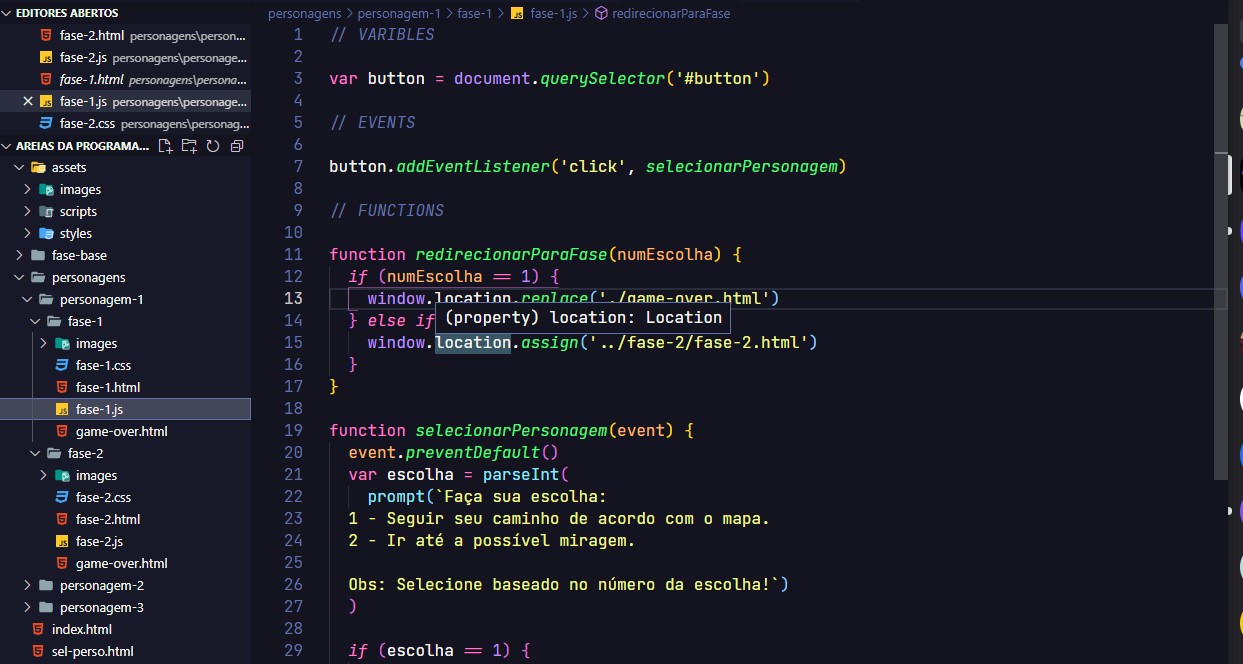 EDITORES ABERTOS
fase-2.html personagens\person...
fase-2.js personagens\personage...
fase-1.html personagens\persona...
fase-1.js personagens\personage...
fase-2.css personagens\personag...
AREIAS DA PROGRAMA...
assets
images
scripts
styles
fase-base
personagens
personagem-1
fase-1
images
fase-1.css
fase-1.html
fase-1.js
game-over.html
fase-2
images
fase-2.css
fase-2.html
fase-2.js
game-over.html
personagem-2
personagem-3
index.html
sel-perso.html
personagens > personagem-1 > fase-1 > JS fase-1.js > redirecionarParaFase
1 // VARIBLES
2
3 var button = document.querySelector('#button')
4
5 // EVENTS
6
7 button.addEventListener('click', selecionarPersonagem)
8
9 // FUNCTIONS
10
11 function redirecionarParaFase(numEscolha) {
12 if (numEscolha == 1) {
13 window.location.replace('./game-over.html')
14 } else if
(property) location: Location
15 window.location.assign('../fase-2/fase-2.html')
16 }
17 }
18
19 function selecionarPersonagem(event) {
20 event.preventDefault()
21 var escolha = parseInt(
22 prompt(`Faça sua escolha:
23 1 - Seguir seu caminho de acordo com o mapa.
24 2 - Ir até a possível miragem.
25
26 Obs: Selecione baseado no número da escolha!`)
27 )
28
29 if (escolha == 1) {